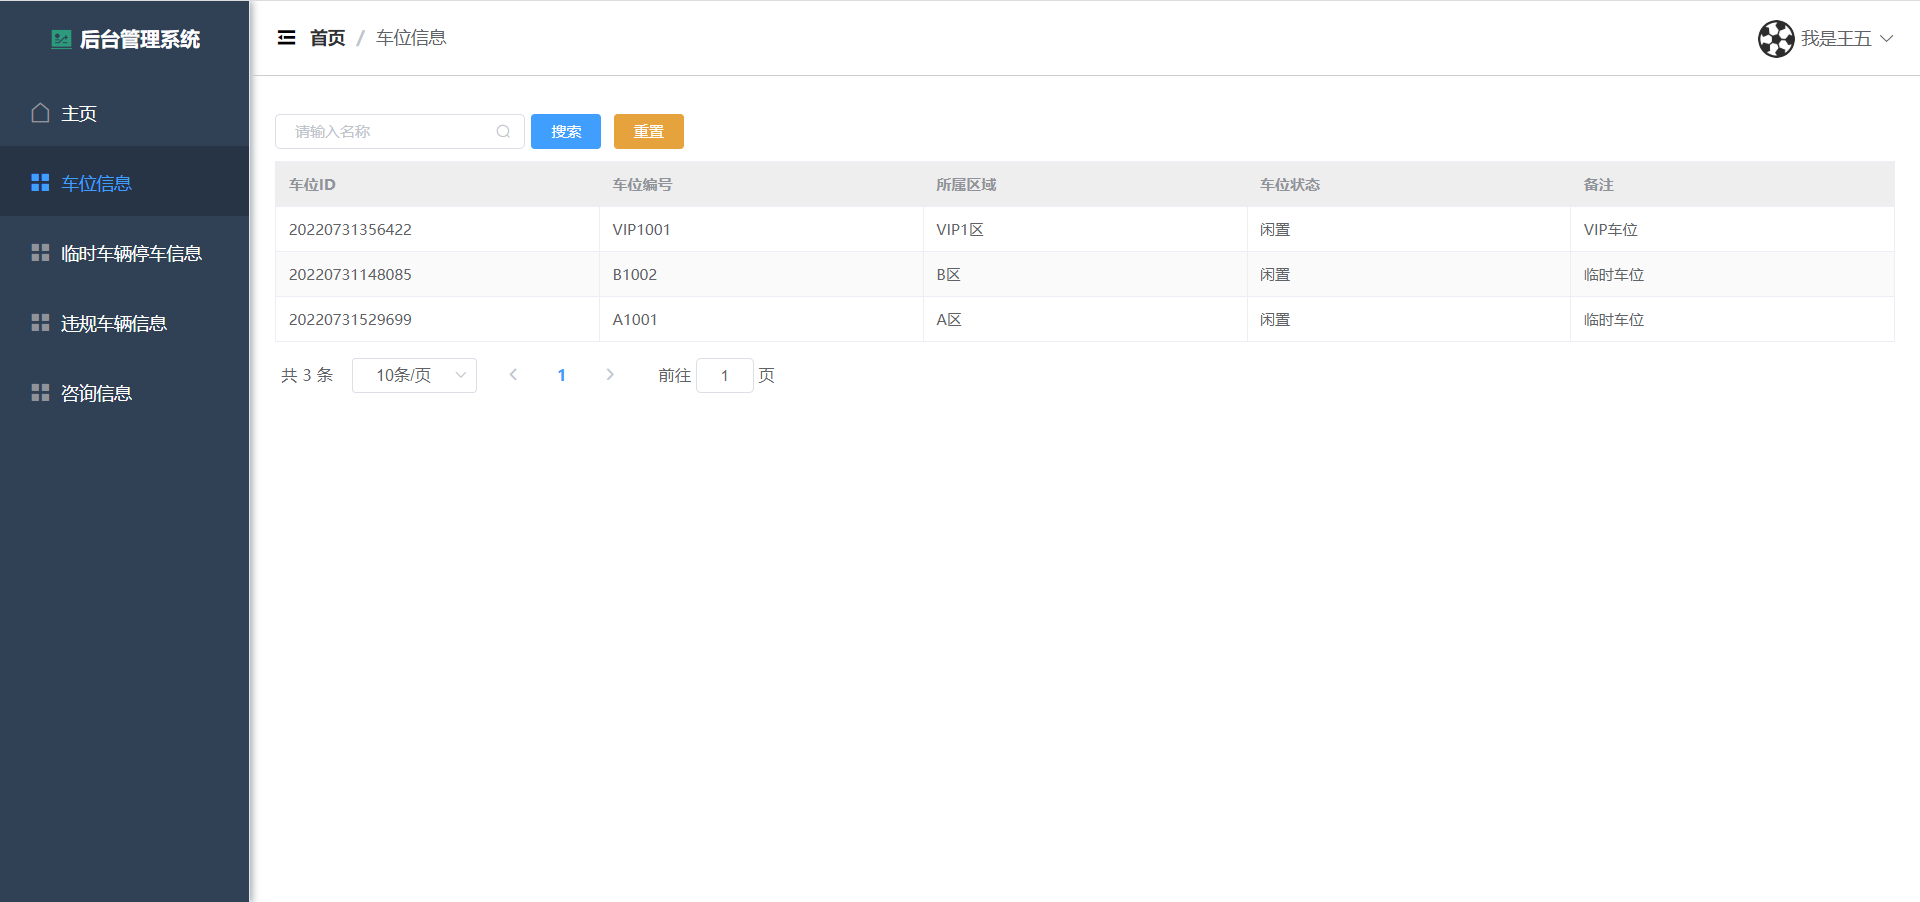 后台管理系统
主页
车位信息
临时车辆停车信息
违规车辆信息
咨询信息
首页 / 车位信息
我是王五
请输入名称 搜索 重置
车位ID 车位编号 所属区域 车位状态 备注
20220731356422 VIP1001 VIP1区 闲置 VIP车位
20220731148085 B1002 B区 闲置 临时车位
20220731529699 A1001 A区 闲置 临时车位
共 3 条 10条/页 1 前往 1 页